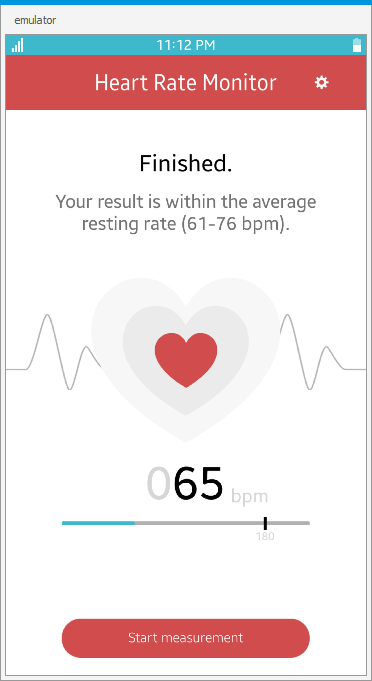 emulator
11:12 PM
Heart Rate Monitor
Finished.
Your result is within the average
resting rate (61-76 bpm).
065 bpm
180
Start measurement